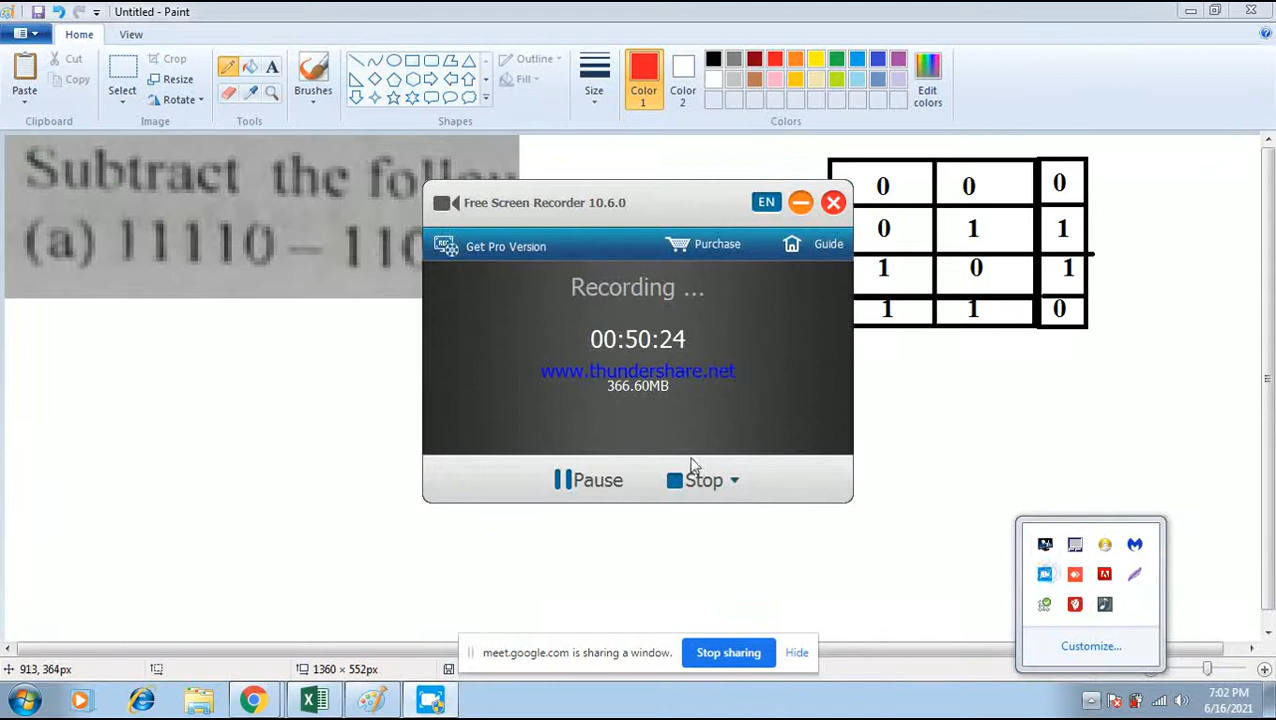 Untitled - Paint
Home View
Paste
Cut
Copy
Clipboard
Select
Crop
Resize
Rotate
Image
Tools
Brushes
Shapes
Outline
Fill
Size
Color
1
Color
2
Colors
Edit
colors
Subtract the follow
(a) 11110 – 110
0 0 0
0 1 1
1 0 1
1 1 0
Free Screen Recorder 10.6.0
EN
Get Pro Version
Purchase
Guide
Recording ...
00:50:24
www.thundershare.net
366.60MB
Pause
Stop
Customize...
meet.google.com is sharing a window.
Stop sharing
Hide
913, 364px
1360 × 552px
7:02 PM
6/16/2021